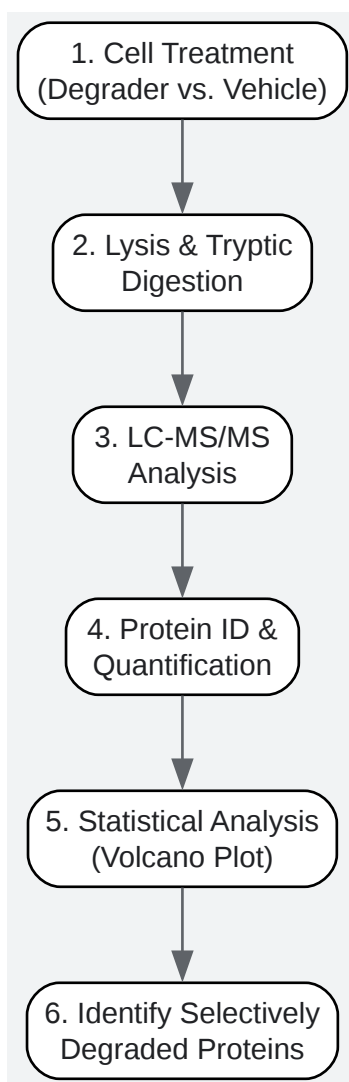 1. Cell Treatment
(Degrader vs. Vehicle)
2. Lysis & Tryptic
Digestion
3. LC-MS/MS
Analysis
4. Protein ID &
Quantification
5. Statistical Analysis
(Volcano Plot)
6. Identify Selectively
Degraded Proteins